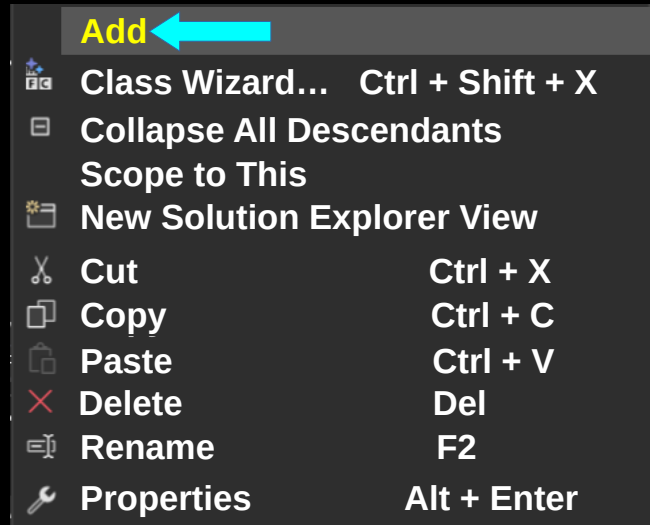 Add
Class Wizard... Ctrl + Shift + X
Collapse All Descendants
Scope to This
New Solution Explorer View
Cut Ctrl + X
Copy Ctrl + C
Paste Ctrl + V
Delete Del
Rename F2
Properties Alt + Enter